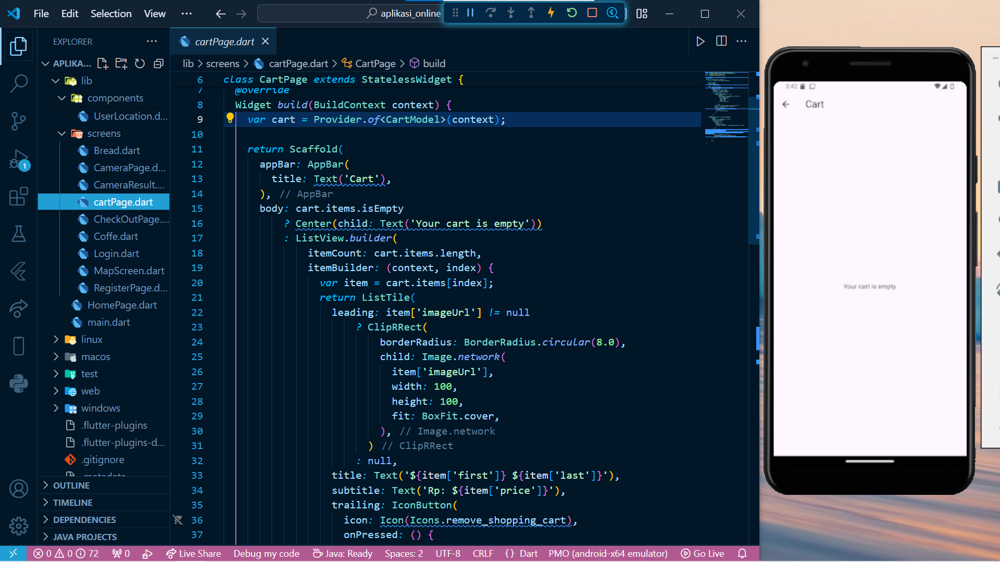 File Edit Selection View ··· aplikasi_online
EXPLORER ···
APLIKA...
lib
components
UserLocation.d...
screens
Bread.dart
CameraPage.d...
CameraResult....
cartPage.dart
CheckOutPage....
Coffe.dart
Login.dart
MapScreen.dart
RegisterPage.d...
HomePage.dart
main.dart
linux
macos
test
web
windows
.flutter-plugins
.flutter-plugins-d...
.gitignore
.metadata
OUTLINE
TIMELINE
DEPENDENCIES
JAVA PROJECTS
1
cartPage.dart
lib > screens > cartPage.dart > CartPage > build
6 class CartPage extends StatelessWidget {
7 @override
8 Widget build(BuildContext context) {
9 var cart = Provider.of<CartModel>(context);
10
11 return Scaffold(
12 appBar: AppBar(
13 title: Text('Cart'),
14 ), // AppBar
15 body: cart.items.isEmpty
16 ? Center(child: Text('Your cart is empty'))
17 : ListView.builder(
18 itemCount: cart.items.length,
19 itemBuilder: (context, index) {
20 var item = cart.items[index];
21 return ListTile(
22 leading: item['imageUrl'] != null
23 ? ClipRRect(
24 borderRadius: BorderRadius.circular(8.0),
25 child: Image.network(
26 item['imageUrl'],
27 width: 100,
28 height: 100,
29 fit: BoxFit.cover,
30 ), // Image.network
31 ) // ClipRRect
32 : null,
33 title: Text('${item['first']} ${item['last']}'),
34 subtitle: Text('Rp: ${item['price']}'),
35 trailing: IconButton(
36 icon: Icon(Icons.remove_shopping_cart),
37 onPressed: () {
0 0 72 0 Live Share Debug my code Java: Ready Spaces: 2 UTF-8 CRLF {} Dart PMO (android-x64 emulator) Go Live
3:42
Cart
Your cart is empty